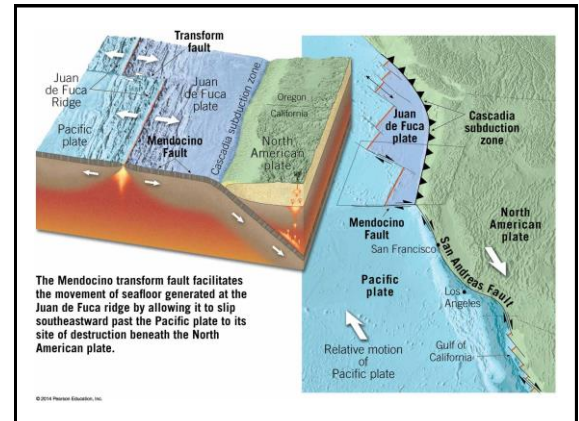 Transform
fault
Juan
de Fuca
Ridge
Juan
de Fuca
plate
Pacific
plate
Mendocino
Fault
Cascadia subduction zone
Oregon
California
North
American
plate
The Mendocino transform fault facilitates
the movement of seafloor generated at the
Juan de Fuca ridge by allowing it to slip
southeastward past the Pacific plate to its
site of destruction beneath the North
American plate.
Juan
de Fuca
plate
Cascadia
subduction
zone
Mendocino
Fault
San Francisco
North
American
plate
San Andreas Fault
Pacific
plate
Los
Angeles
Relative motion
of
Pacific plate
Gulf of
California
© 2014 Pearson Education, Inc.